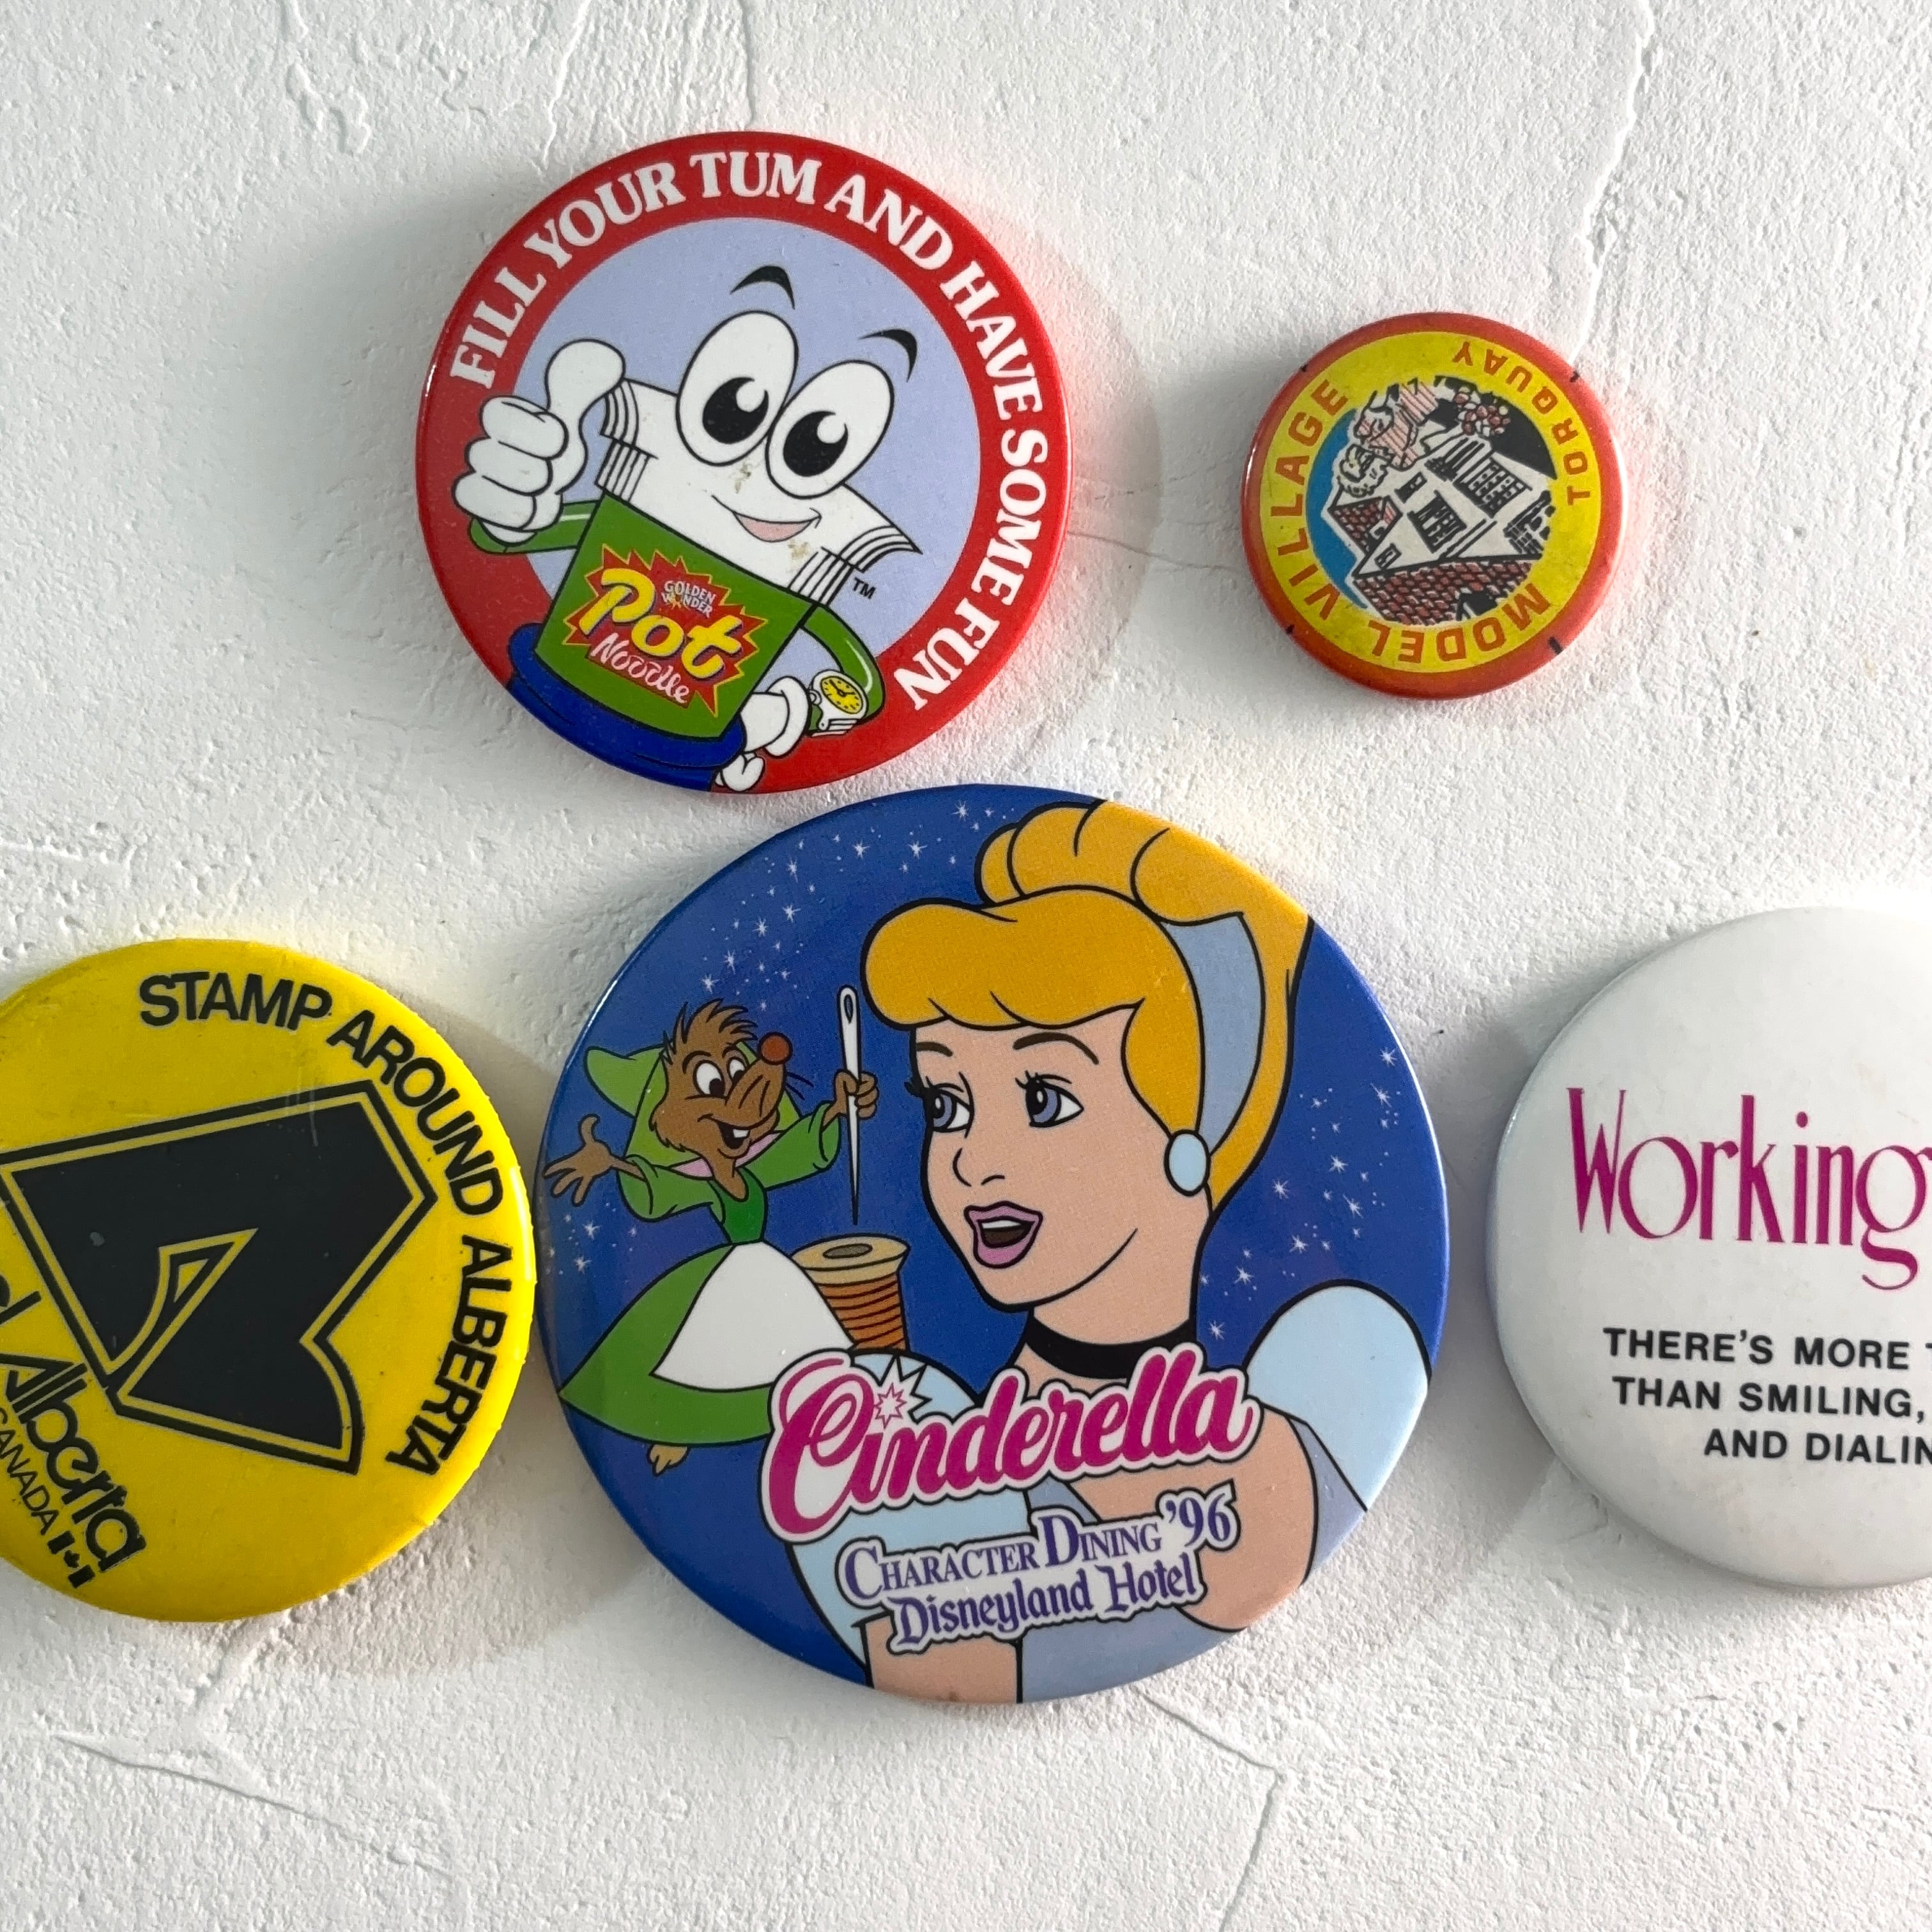 FILL YOUR TUM AND HAVE SOME FUN
GOLDEN
WONDER
Pot
Noodle
TM
MODEL VILLAGE
TORQUAY
STAMP AROUND ALBERTA
Alberta
CANADA
Cinderella
CHARACTER DINING '96
Disneyland Hotel
Working
THERE'S MORE
THAN SMILING,
AND